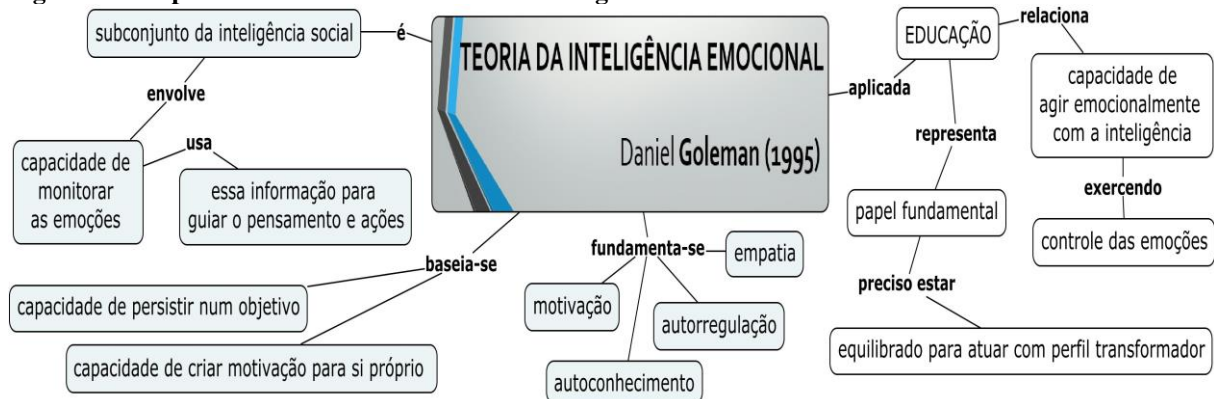 subconjunto da inteligência social
é
envolve
capacidade de
monitorar
as emoções
usa
essa informação para
guiar o pensamento e ações
TEORIA DA INTELIGÊNCIA EMOCIONAL
Daniel Goleman (1995)
baseia-se
capacidade de persistir num objetivo
capacidade de criar motivação para si próprio
fundamenta-se
empatia
motivação
autorregulação
autoconhecimento
aplicada
EDUCAÇÃO
relaciona
capacidade de
agir emocionalmente
com a inteligência
exercendo
controle das emoções
representa
papel fundamental
preciso estar
equilibrado para atuar com perfil transformador